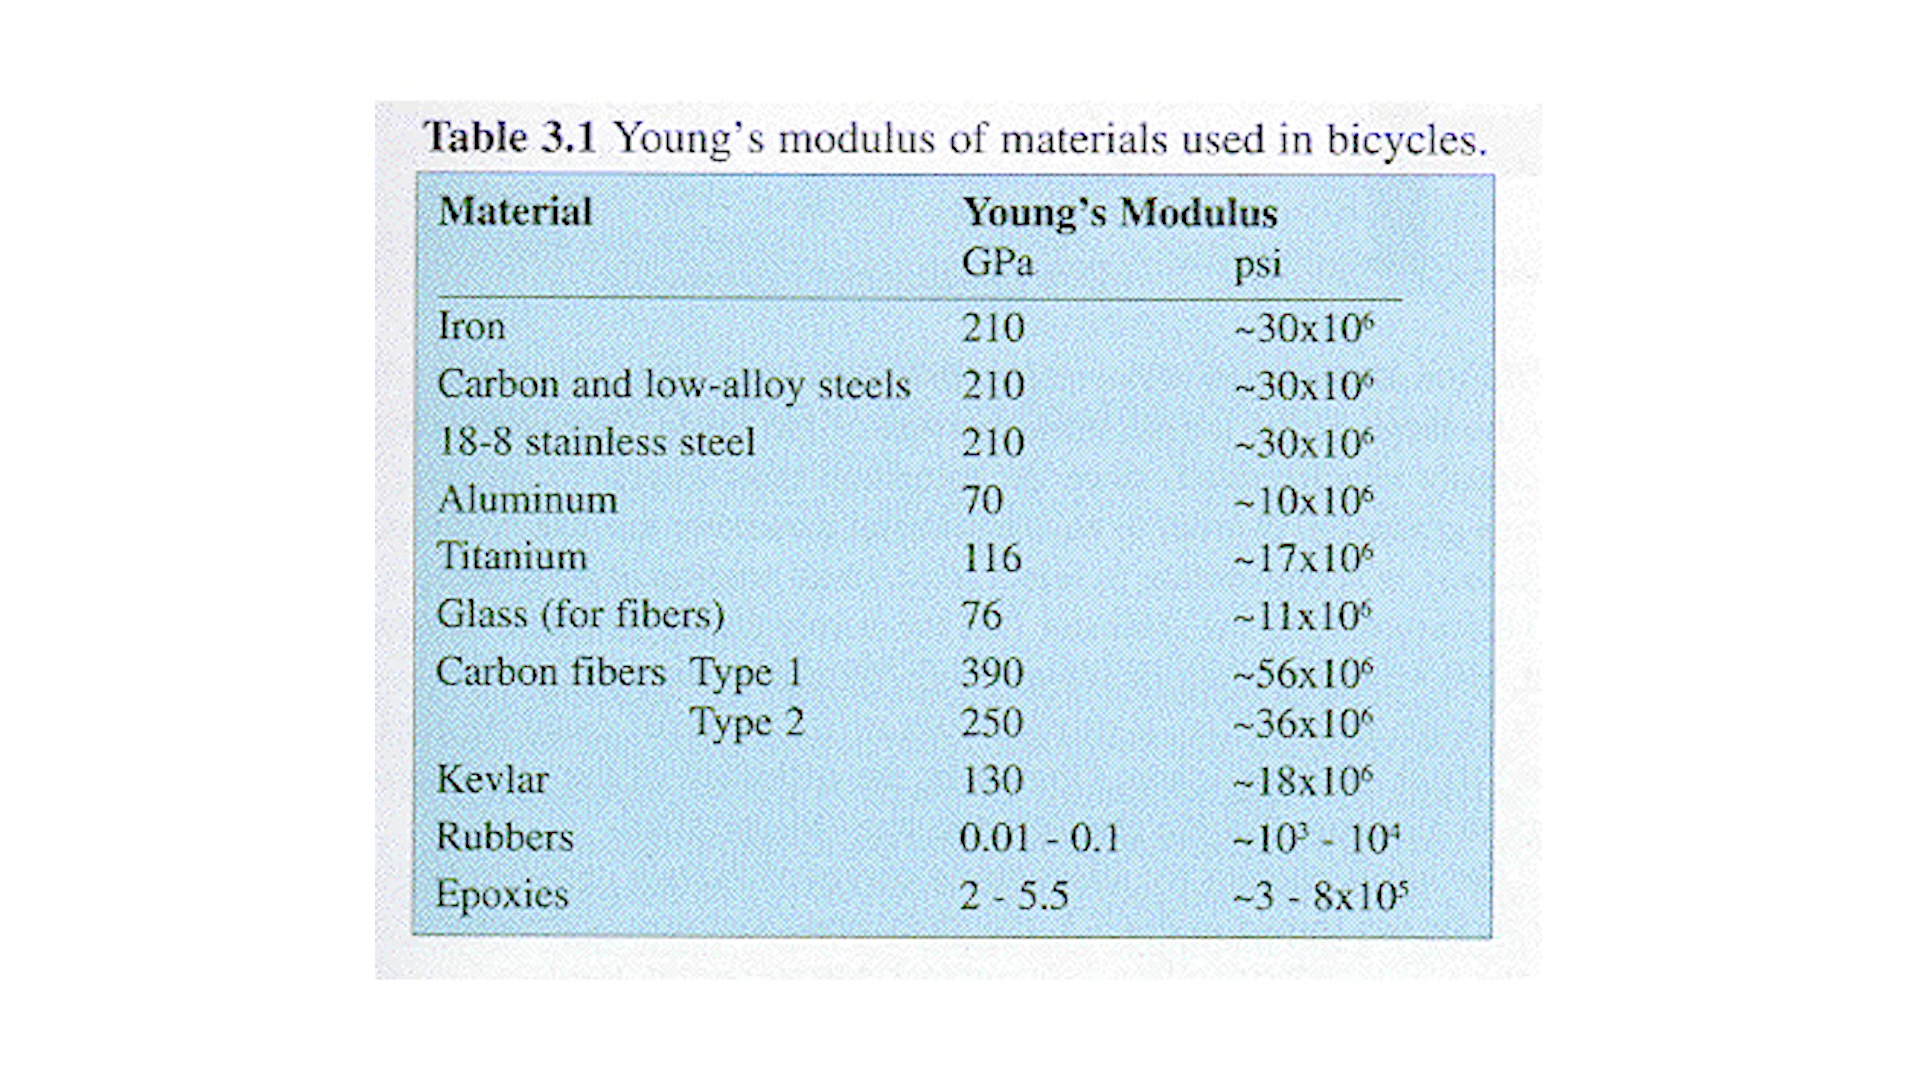 Table 3.1 Young's modulus of materials used in bicycles.
Material Young's Modulus
GPa psi
Iron 210 ~30x10⁶
Carbon and low-alloy steels 210 ~30x10⁶
18-8 stainless steel 210 ~30x10⁶
Aluminum 70 ~10x10⁶
Titanium 116 ~17x10⁶
Glass (for fibers) 76 ~11x10⁶
Carbon fibers Type 1 390 ~56x10⁶
Type 2 250 ~36x10⁶
Kevlar 130 ~18x10⁶
Rubbers 0.01 - 0.1 ~10³ - 10⁴
Epoxies 2 - 5.5 ~3 - 8x10⁵